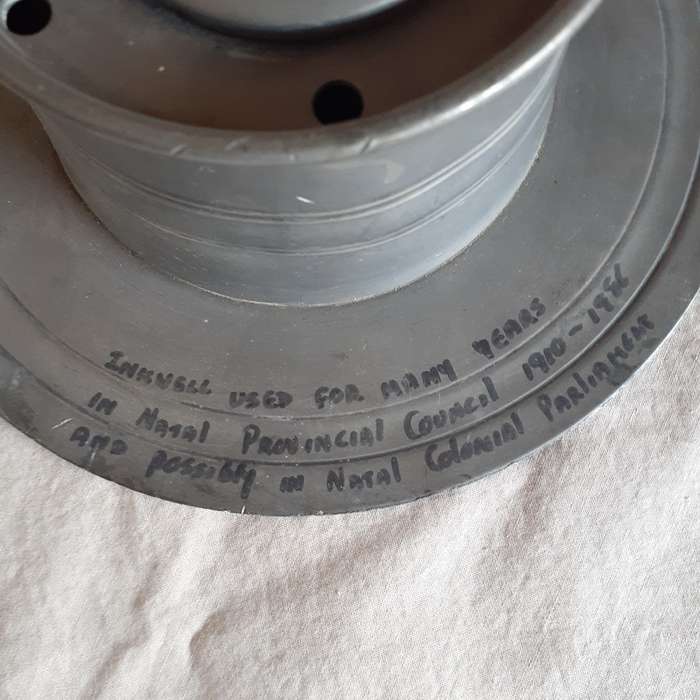 INKWELL USED FOR MANY YEARS
IN NATAL PROVINCIAL COUNCIL 1910-1986
AND POSSIBLY IN NATAL COLONIAL PARLIAMENT